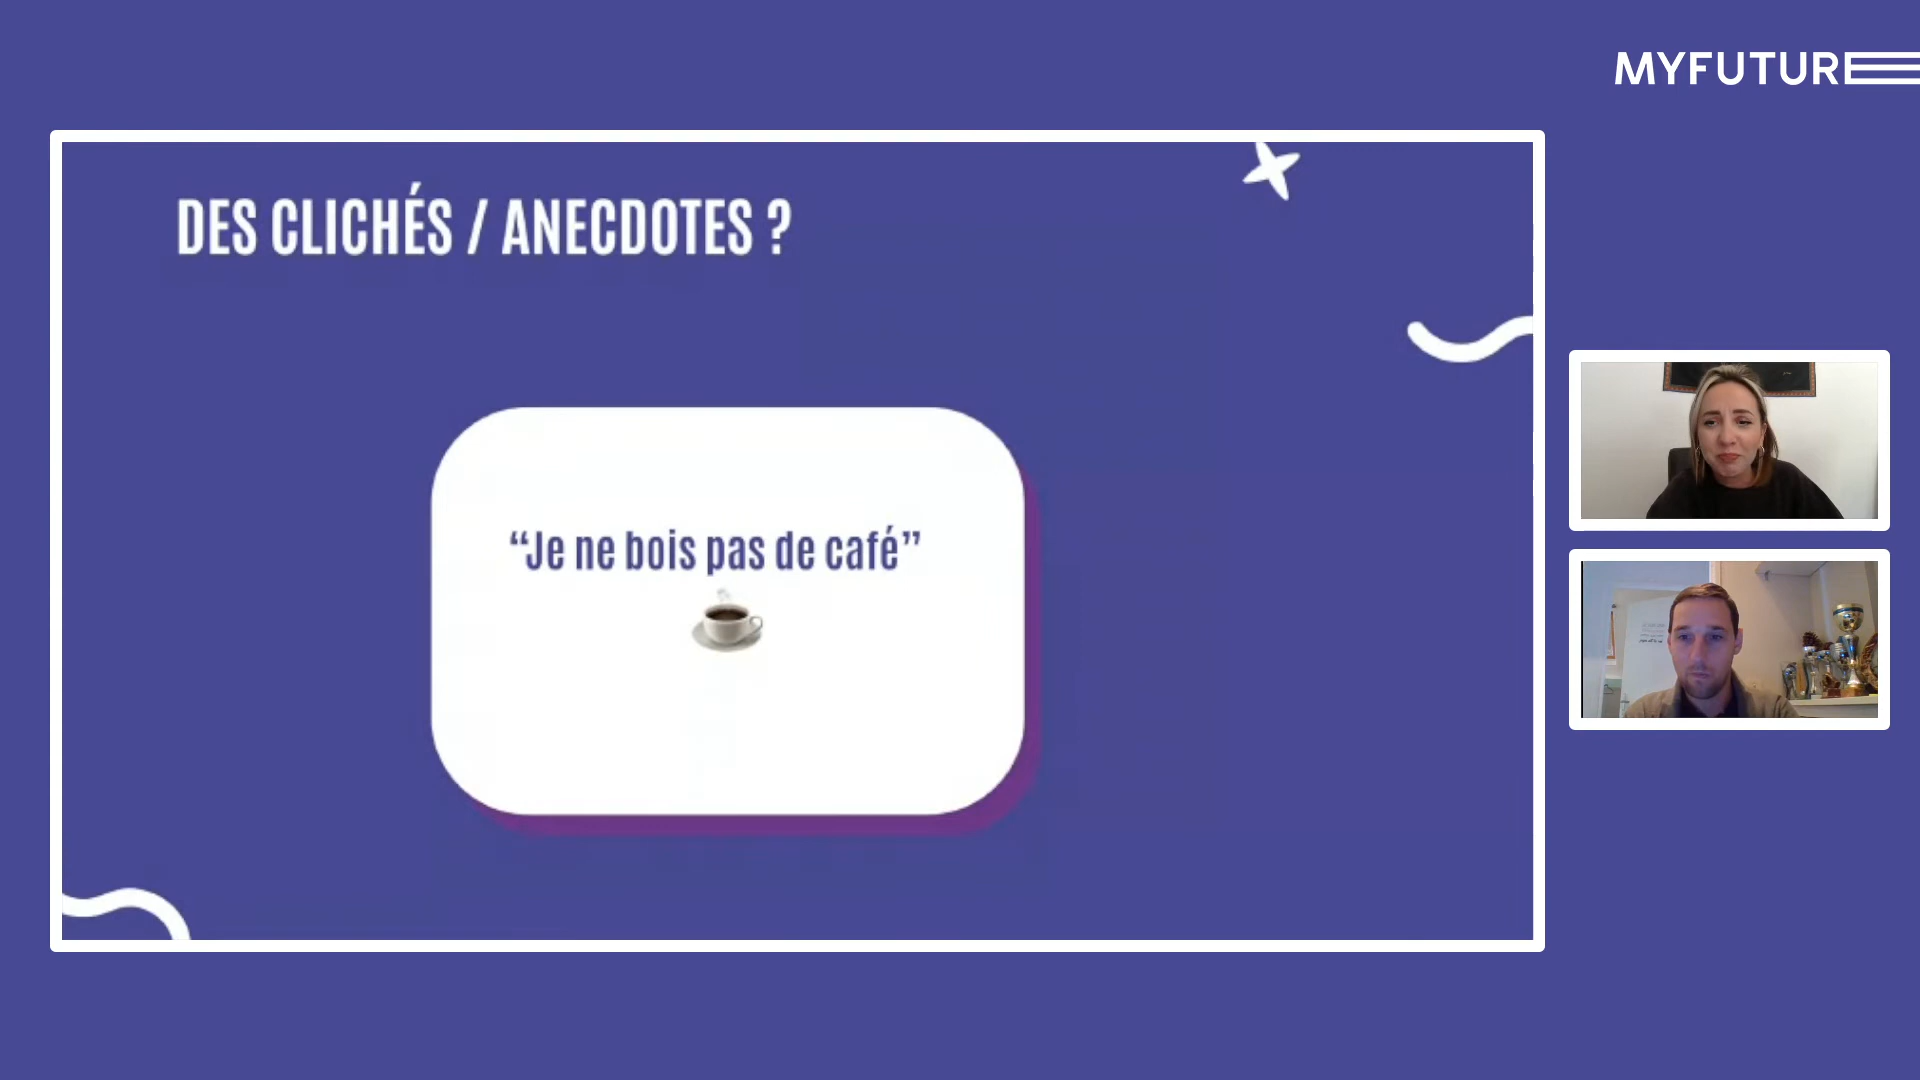 MYFUTURE
DES CLICHÉS / ANECDOTES ?
“Je ne bois pas de café”